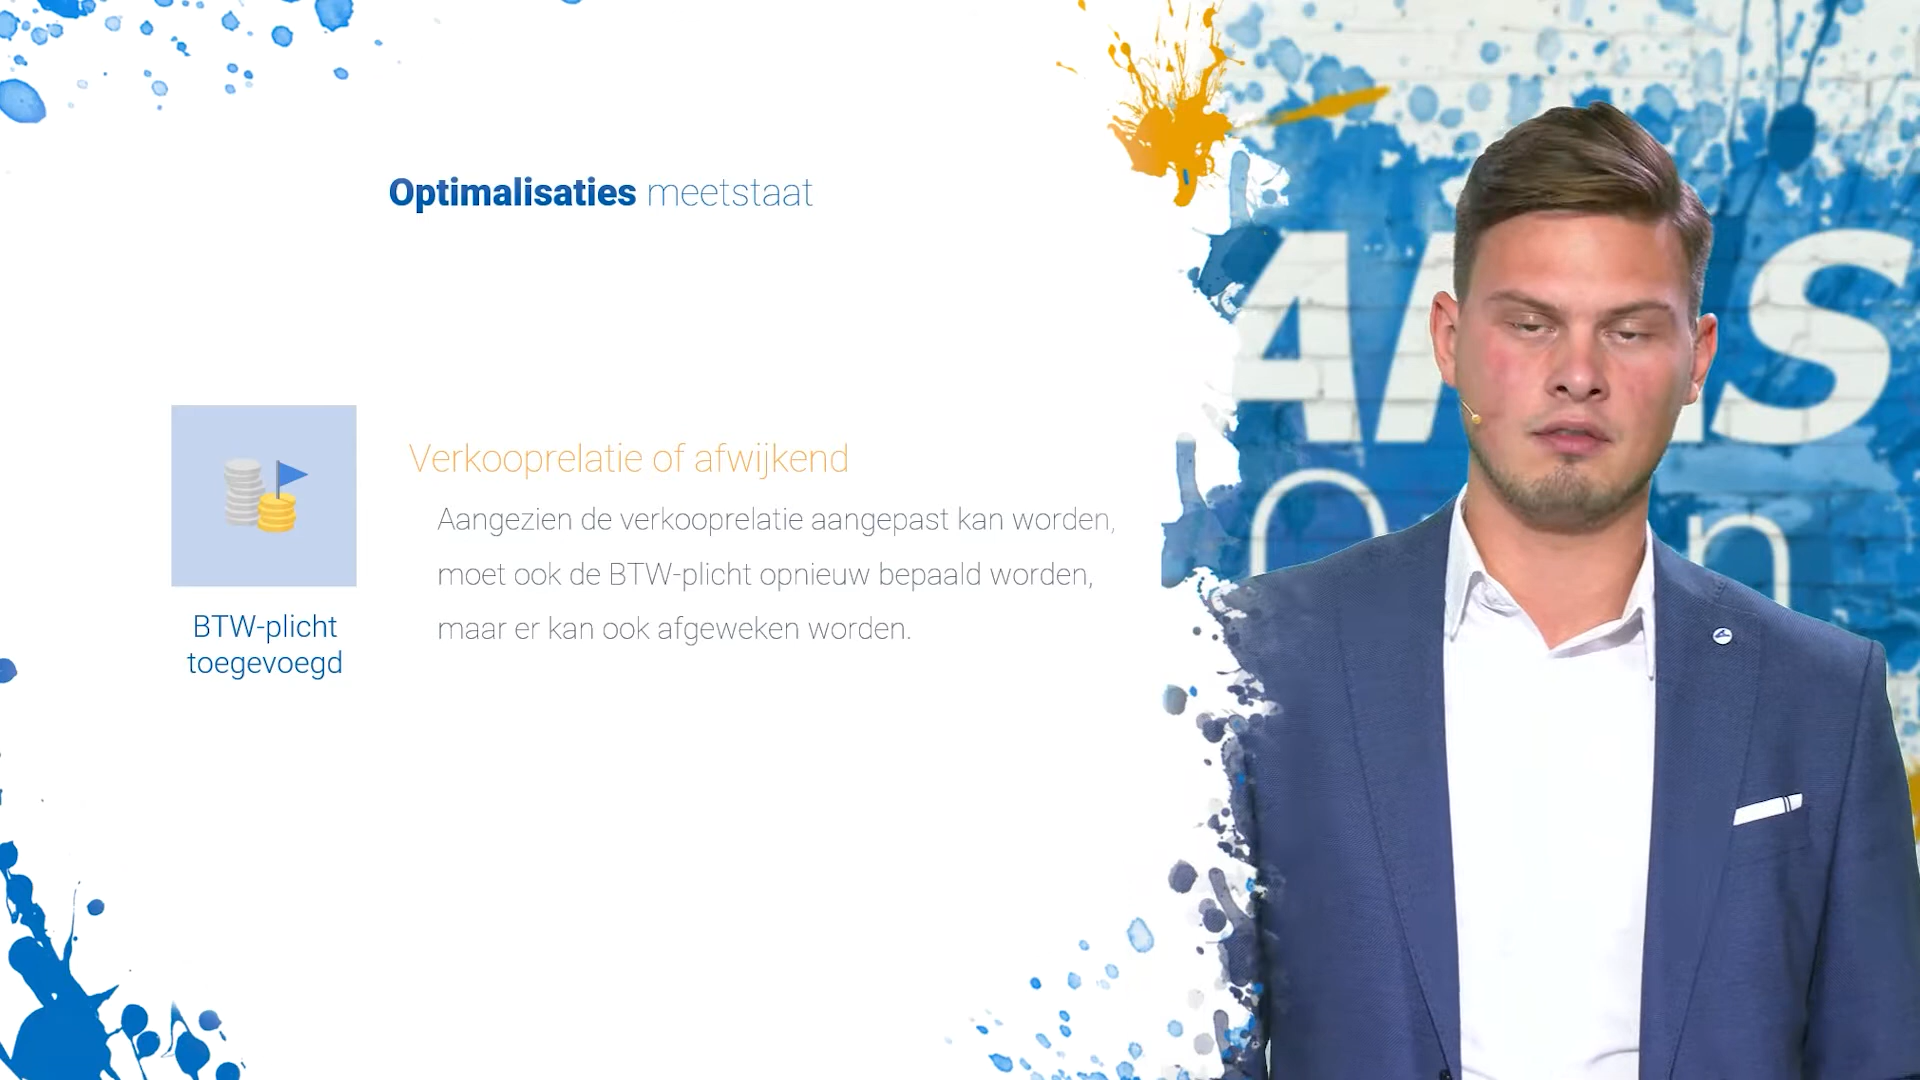 Optimalisaties meetstaat
Verkooprelatie of afwijkend
Aangezien de verkooprelatie aangepast kan worden,
moet ook de BTW-plicht opnieuw bepaald worden,
maar er kan ook afgeweken worden.
BTW-plicht
toegevoegd